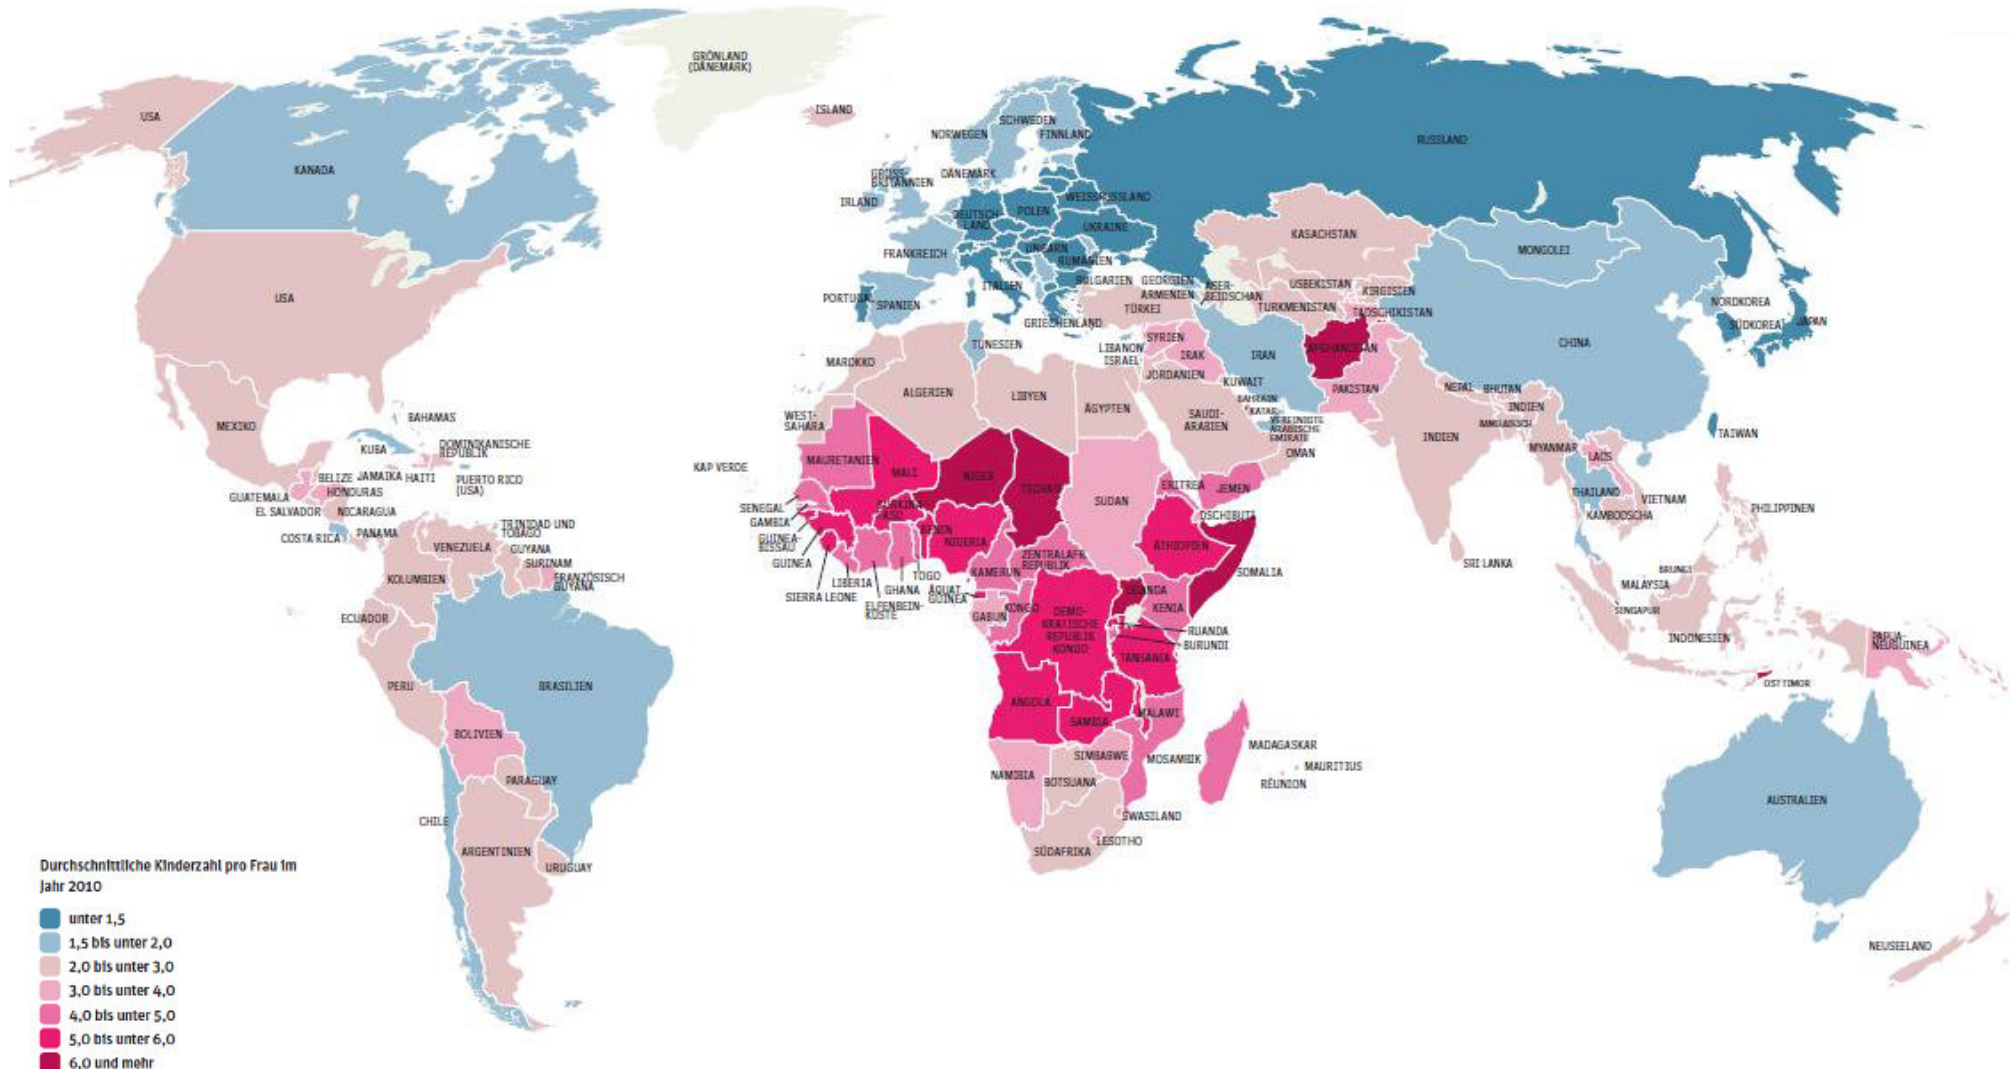 GRÖNLAND
(DÄNEMARK)
ISLAND
USA
KANADA
USA
MEXIKO
BAHAMAS
KUBA
DOMINIKANISCHE
REPUBLIK
BELIZE
JAMAIKA
HAITI
PUERTO RICO
(USA)
GUATEMALA
HONDURAS
EL SALVADOR
NICARAGUA
COSTA RICA
PANAMA
TRINIDAD UND
TOBAGO
VENEZUELA
GUYANA
SURINAM
FRANZÖSISCH
GUYANA
KOLUMBIEN
ECUADOR
PERU
BRASILIEN
BOLIVIEN
PARAGUAY
CHILE
ARGENTINIEN
URUGUAY
NORWEGEN
SCHWEDEN
FINNLAND
GROSS-
BRITANNIEN
DÄNEMARK
IRLAND
DEUTSCH-
LAND
POLEN
WEISSRUSSLAND
UKRAINE
FRANKREICH
UNGARN
RUMÄNIEN
ITALIEN
BULGARIEN
PORTUGAL
SPANIEN
GRIECHENLAND
GEORGIEN
ARMENIEN
ASER-
BEIDSCHAN
TÜRKEI
RUSSLAND
KASACHSTAN
MONGOLEI
USBEKISTAN
KIRGISIEN
TURKMENISTAN
TADSCHIKISTAN
NORDKOREA
SÜDKOREA
JAPAN
CHINA
TAIWAN
TUNESIEN
MAROKKO
ALGERIEN
LIBYEN
ÄGYPTEN
WEST-
SAHARA
LIBANON
ISRAEL
SYRIEN
IRAK
JORDANIEN
IRAN
KUWAIT
BAHRAIN
KATAR
VEREINIGTE
ARABISCHE
EMIRATE
SAUDI-
ARABIEN
OMAN
JEMEN
AFGHANISTAN
PAKISTAN
NEPAL
BHUTAN
INDIEN
BANGLADESCH
INDIEN
MYANMAR
LAOS
THAILAND
VIETNAM
KAMBODSCHA
PHILIPPINEN
SRI LANKA
BRUNEI
MALAYSIA
SINGAPUR
INDONESIEN
PAPUA-
NEUGUINEA
OSTTIMOR
AUSTRALIEN
NEUSEELAND
KAP VERDE
MAURETANIEN
MALI
NIGER
TSCHAD
SUDAN
ERITREA
DSCHIBUTI
SENEGAL
GAMBIA
GUINEA-
BISSAU
GUINEA
SIERRA LEONE
LIBERIA
ELFENBEIN-
KÜSTE
GHANA
TOGO
BURKINA
FASO
BENIN
NIGERIA
ÄQUAT.
GUINEA
KAMERUN
ZENTRALAFR.
REPUBLIK
ÄTHIOPIEN
SOMALIA
GABUN
KONGO
DEMO-
KRATISCHE
REPUBLIK
KONGO
UGANDA
KENIA
RUANDA
BURUNDI
TANSANIA
ANGOLA
SAMBIA
MALAWI
MOSAMBIK
SIMBABWE
NAMIBIA
BOTSUANA
SWASILAND
LESOTHO
SÜDAFRIKA
MADAGASKAR
MAURITIUS
RÉUNION
Durchschnittliche Kinderzahl pro Frau im
Jahr 2010
unter 1,5
1,5 bis unter 2,0
2,0 bis unter 3,0
3,0 bis unter 4,0
4,0 bis unter 5,0
5,0 bis unter 6,0
6,0 und mehr